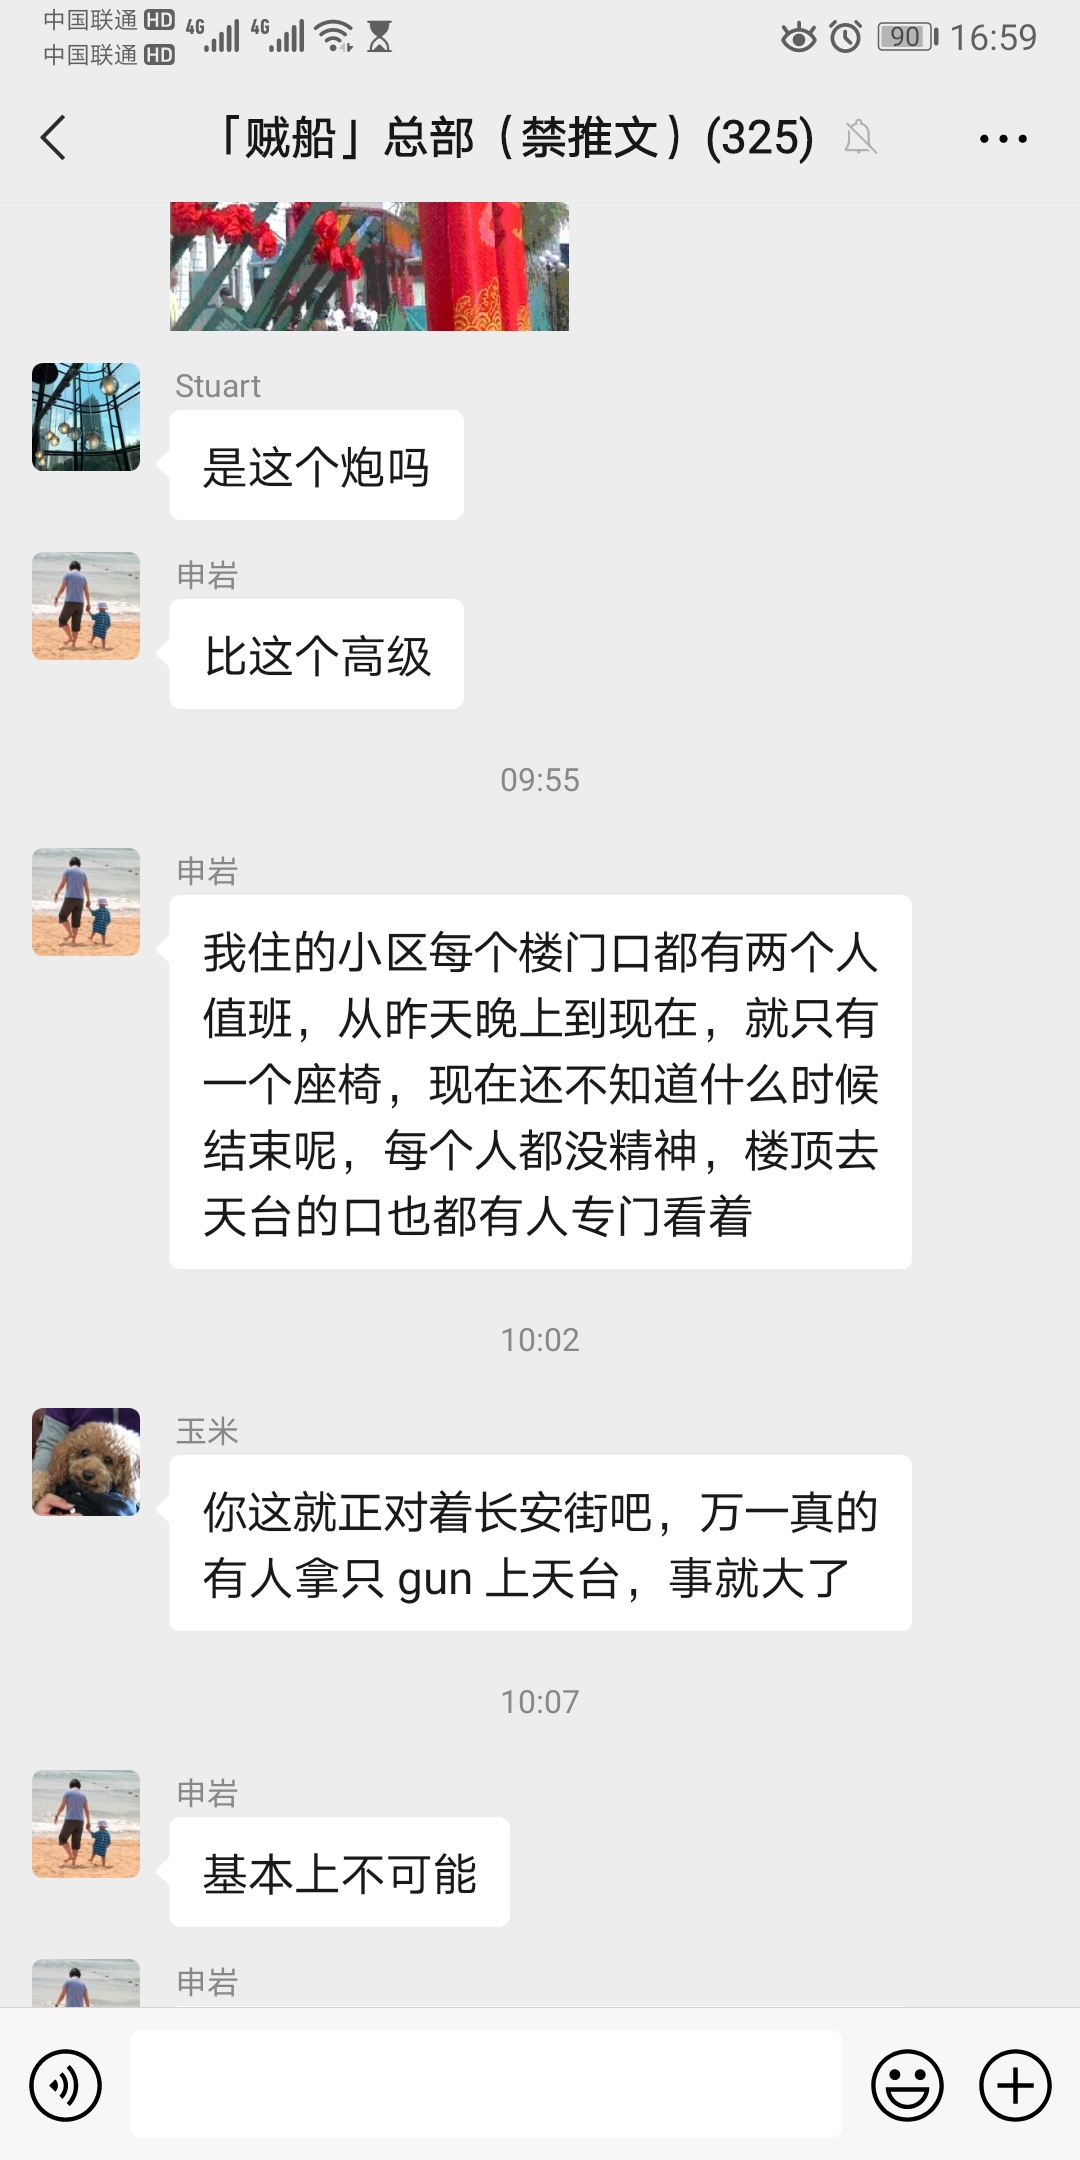 中国联通 HD 4G 4G 90 16:59
中国联通 HD
「贼船」总部（禁推文）(325)
Stuart
是这个炮吗
申岩
比这个高级
09:55
申岩
我住的小区每个楼门口都有两个人
值班，从昨天晚上到现在，就只有
一个座椅，现在还不知道什么时候
结束呢，每个人都没精神，楼顶去
天台的口也都有人专门看着
10:02
玉米
你这就正对着长安街吧，万一真的
有人拿只 gun 上天台，事就大了
10:07
申岩
基本上不可能
申岩